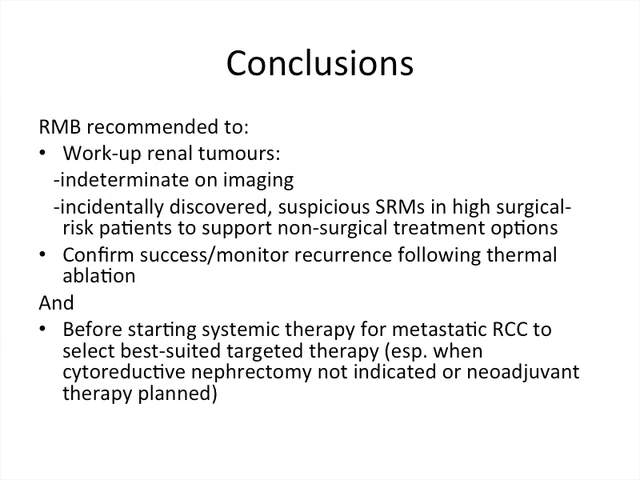 Conclusions
RMB recommended to:
• Work-up renal tumours:
-indeterminate on imaging
-incidentally discovered, suspicious SRMs in high surgical-
risk patients to support non-surgical treatment options
• Confirm success/monitor recurrence following thermal
ablation
And
• Before starting systemic therapy for metastatic RCC to
select best-suited targeted therapy (esp. when
cytoreductive nephrectomy not indicated or neoadjuvant
therapy planned)